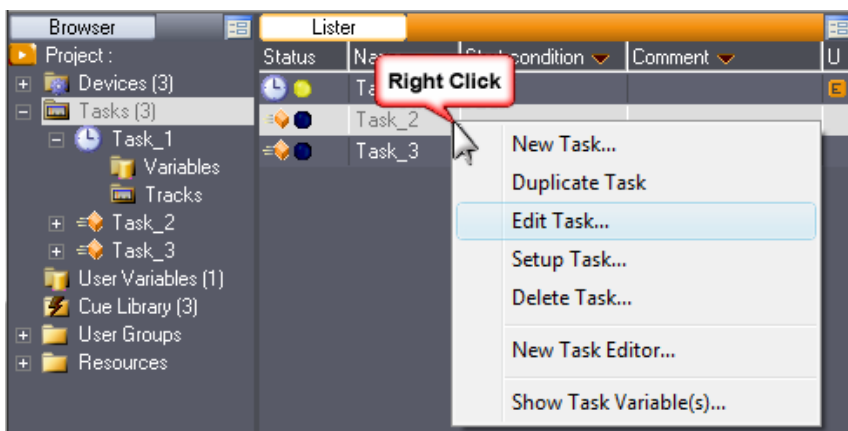 Browser
Lister
Project :
Status Start condition Comment U
Devices (3)
Right Click
E
Tasks (3)
Task_2
Task_1
Task_3
Variables
Tracks
Task_2
Task_3
User Variables (1)
Cue Library (3)
User Groups
Resources
New Task...
Duplicate Task
Edit Task...
Setup Task...
Delete Task...
New Task Editor...
Show Task Variable(s)...